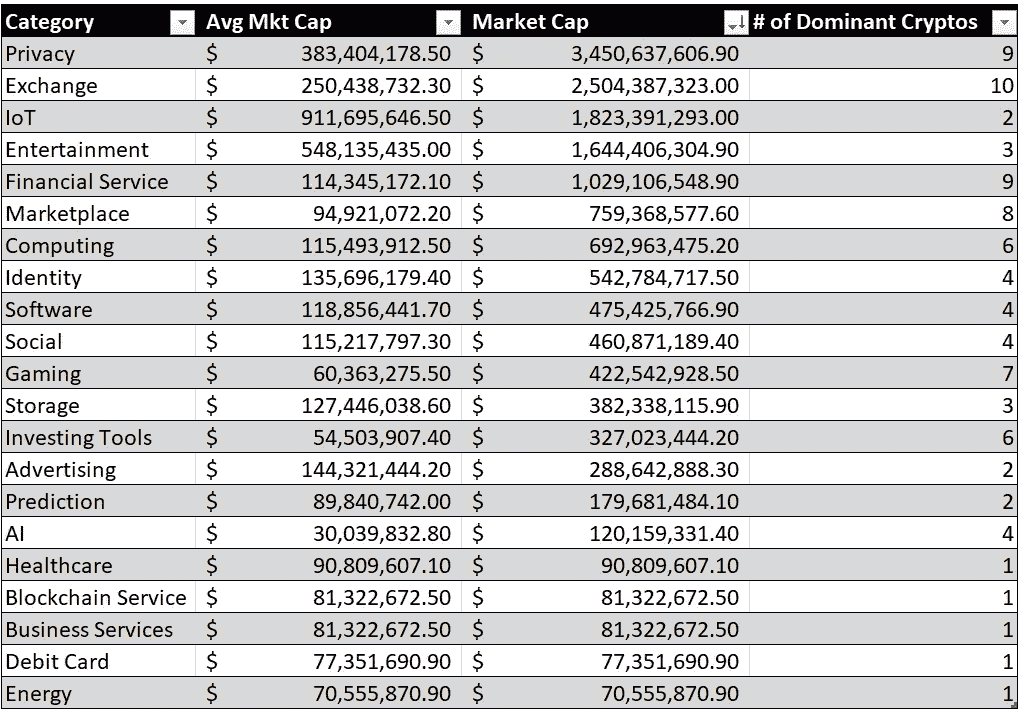 Category Avg Mkt Cap Market Cap # of Dominant Cryptos
Privacy $ 383,404,178.50 $ 3,450,637,606.90 9
Exchange $ 250,438,732.30 $ 2,504,387,323.00 10
IoT $ 911,695,646.50 $ 1,823,391,293.00 2
Entertainment $ 548,135,435.00 $ 1,644,406,304.90 3
Financial Service $ 114,345,172.10 $ 1,029,106,548.90 9
Marketplace $ 94,921,072.20 $ 759,368,577.60 8
Computing $ 115,493,912.50 $ 692,963,475.20 6
Identity $ 135,696,179.40 $ 542,784,717.50 4
Software $ 118,856,441.70 $ 475,425,766.90 4
Social $ 115,217,797.30 $ 460,871,189.40 4
Gaming $ 60,363,275.50 $ 422,542,928.50 7
Storage $ 127,446,038.60 $ 382,338,115.90 3
Investing Tools $ 54,503,907.40 $ 327,023,444.20 6
Advertising $ 144,321,444.20 $ 288,642,888.30 2
Prediction $ 89,840,742.00 $ 179,681,484.10 2
AI $ 30,039,832.80 $ 120,159,331.40 4
Healthcare $ 90,809,607.10 $ 90,809,607.10 1
Blockchain Service $ 81,322,672.50 $ 81,322,672.50 1
Business Services $ 81,322,672.50 $ 81,322,672.50 1
Debit Card $ 77,351,690.90 $ 77,351,690.90 1
Energy $ 70,555,870.90 $ 70,555,870.90 1